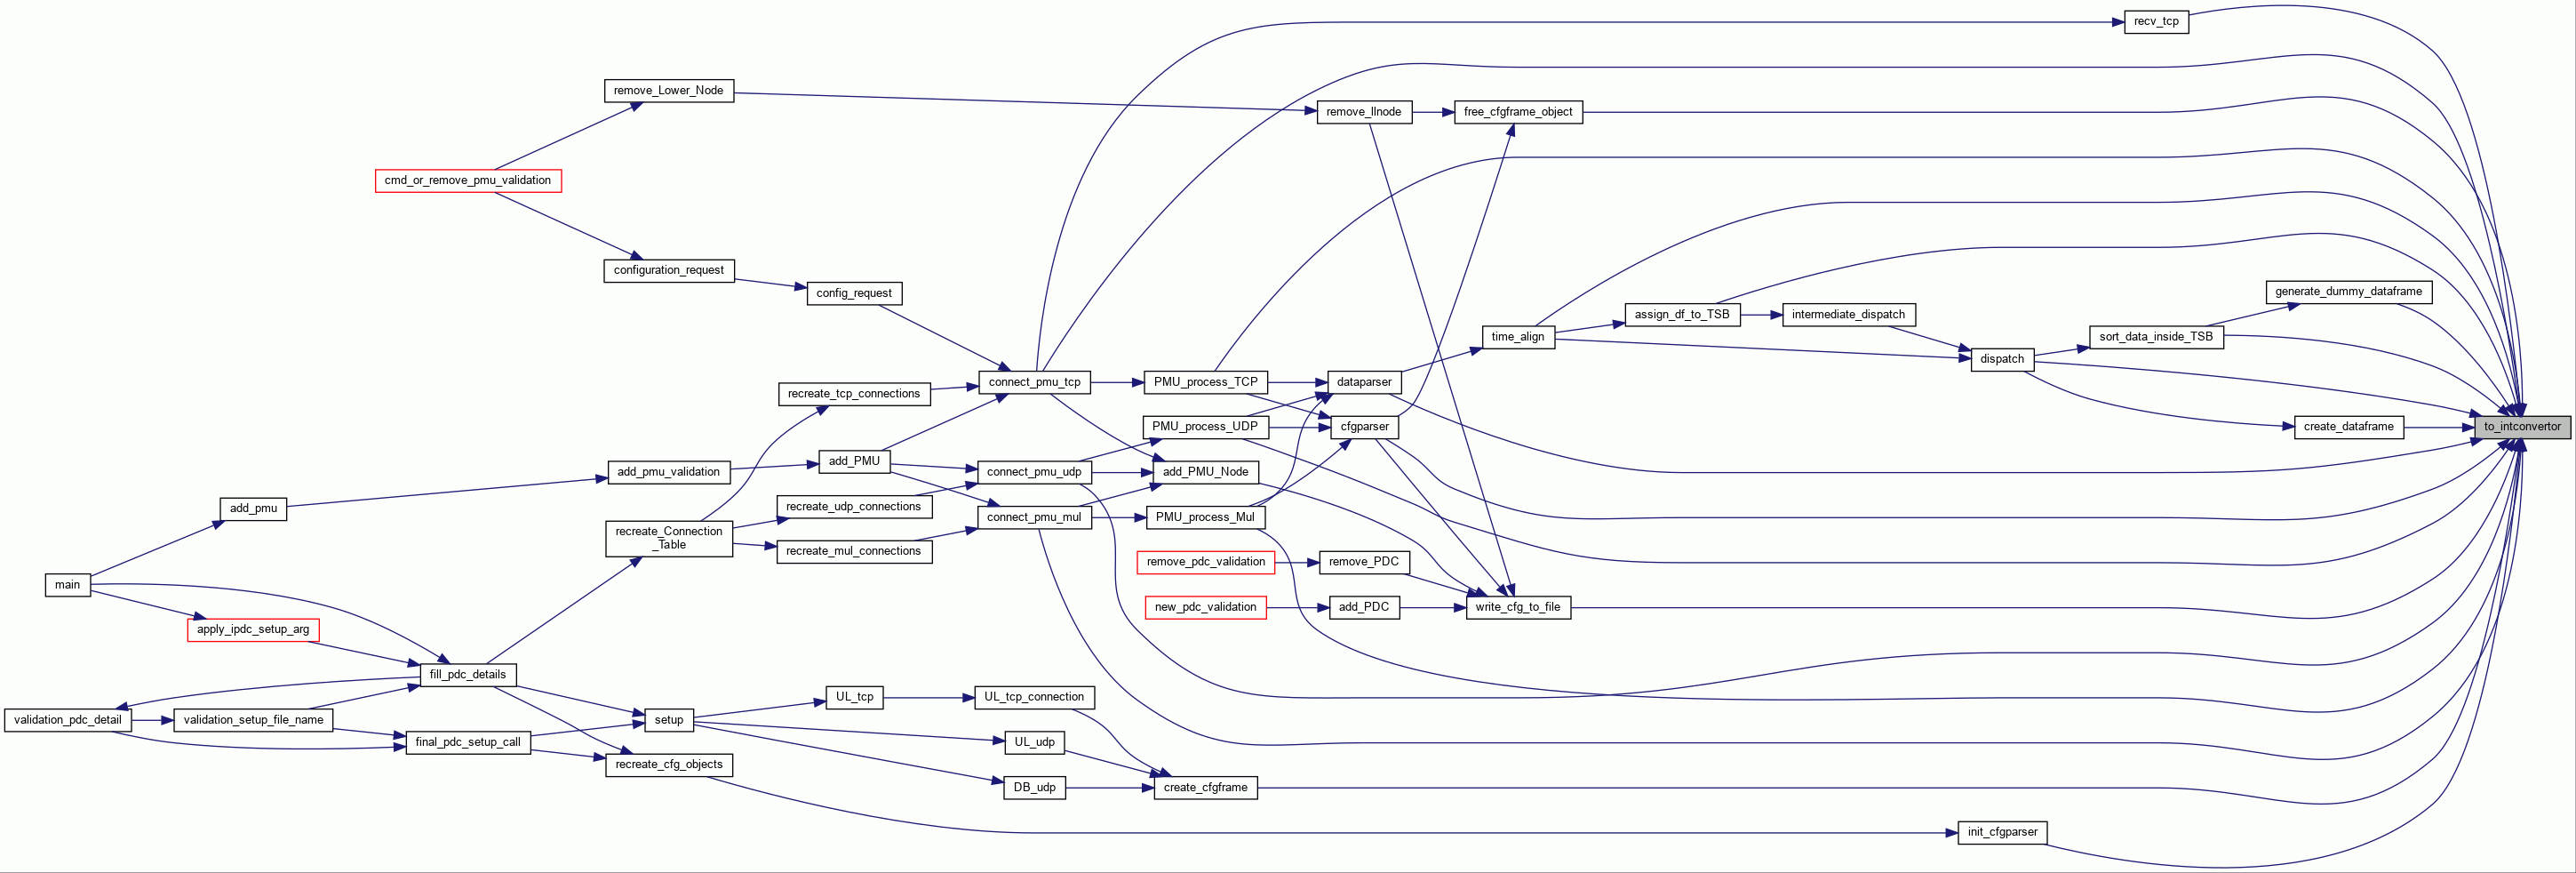 recv_tcp
remove_Lower_Node
remove_llnode
free_cfgframe_object
cmd_or_remove_pmu_validation
configuration_request
config_request
generate_dummy_dataframe
assign_df_to_TSB
intermediate_dispatch
time_align
sort_data_inside_TSB
dispatch
connect_pmu_tcp
PMU_process_TCP
dataparser
recreate_tcp_connections
PMU_process_UDP
cfgparser
create_dataframe
to_intconvertor
add_PMU
add_pmu_validation
connect_pmu_udp
add_PMU_Node
add_pmu
recreate_udp_connections
connect_pmu_mul
PMU_process_Mul
recreate_Connection
_Table
recreate_mul_connections
remove_pdc_validation
remove_PDC
main
new_pdc_validation
add_PDC
write_cfg_to_file
apply_ipdc_setup_arg
fill_pdc_details
UL_tcp
UL_tcp_connection
validation_pdc_detail
validation_setup_file_name
setup
final_pdc_setup_call
UL_udp
recreate_cfg_objects
DB_udp
create_cfgframe
init_cfgparser